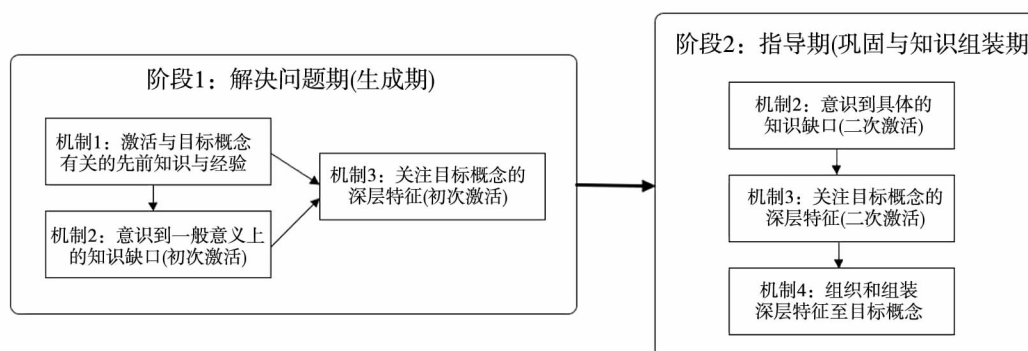 阶段1：解决问题期(生成期)
机制1：激活与目标概念
有关的先前知识与经验
机制2：意识到一般意义上
的知识缺口(初次激活)
机制3：关注目标概念的
深层特征(初次激活)
阶段2：指导期(巩固与知识组装期
机制2：意识到具体的
知识缺口(二次激活)
机制3：关注目标概念的
深层特征(二次激活)
机制4：组织和组装
深层特征至目标概念